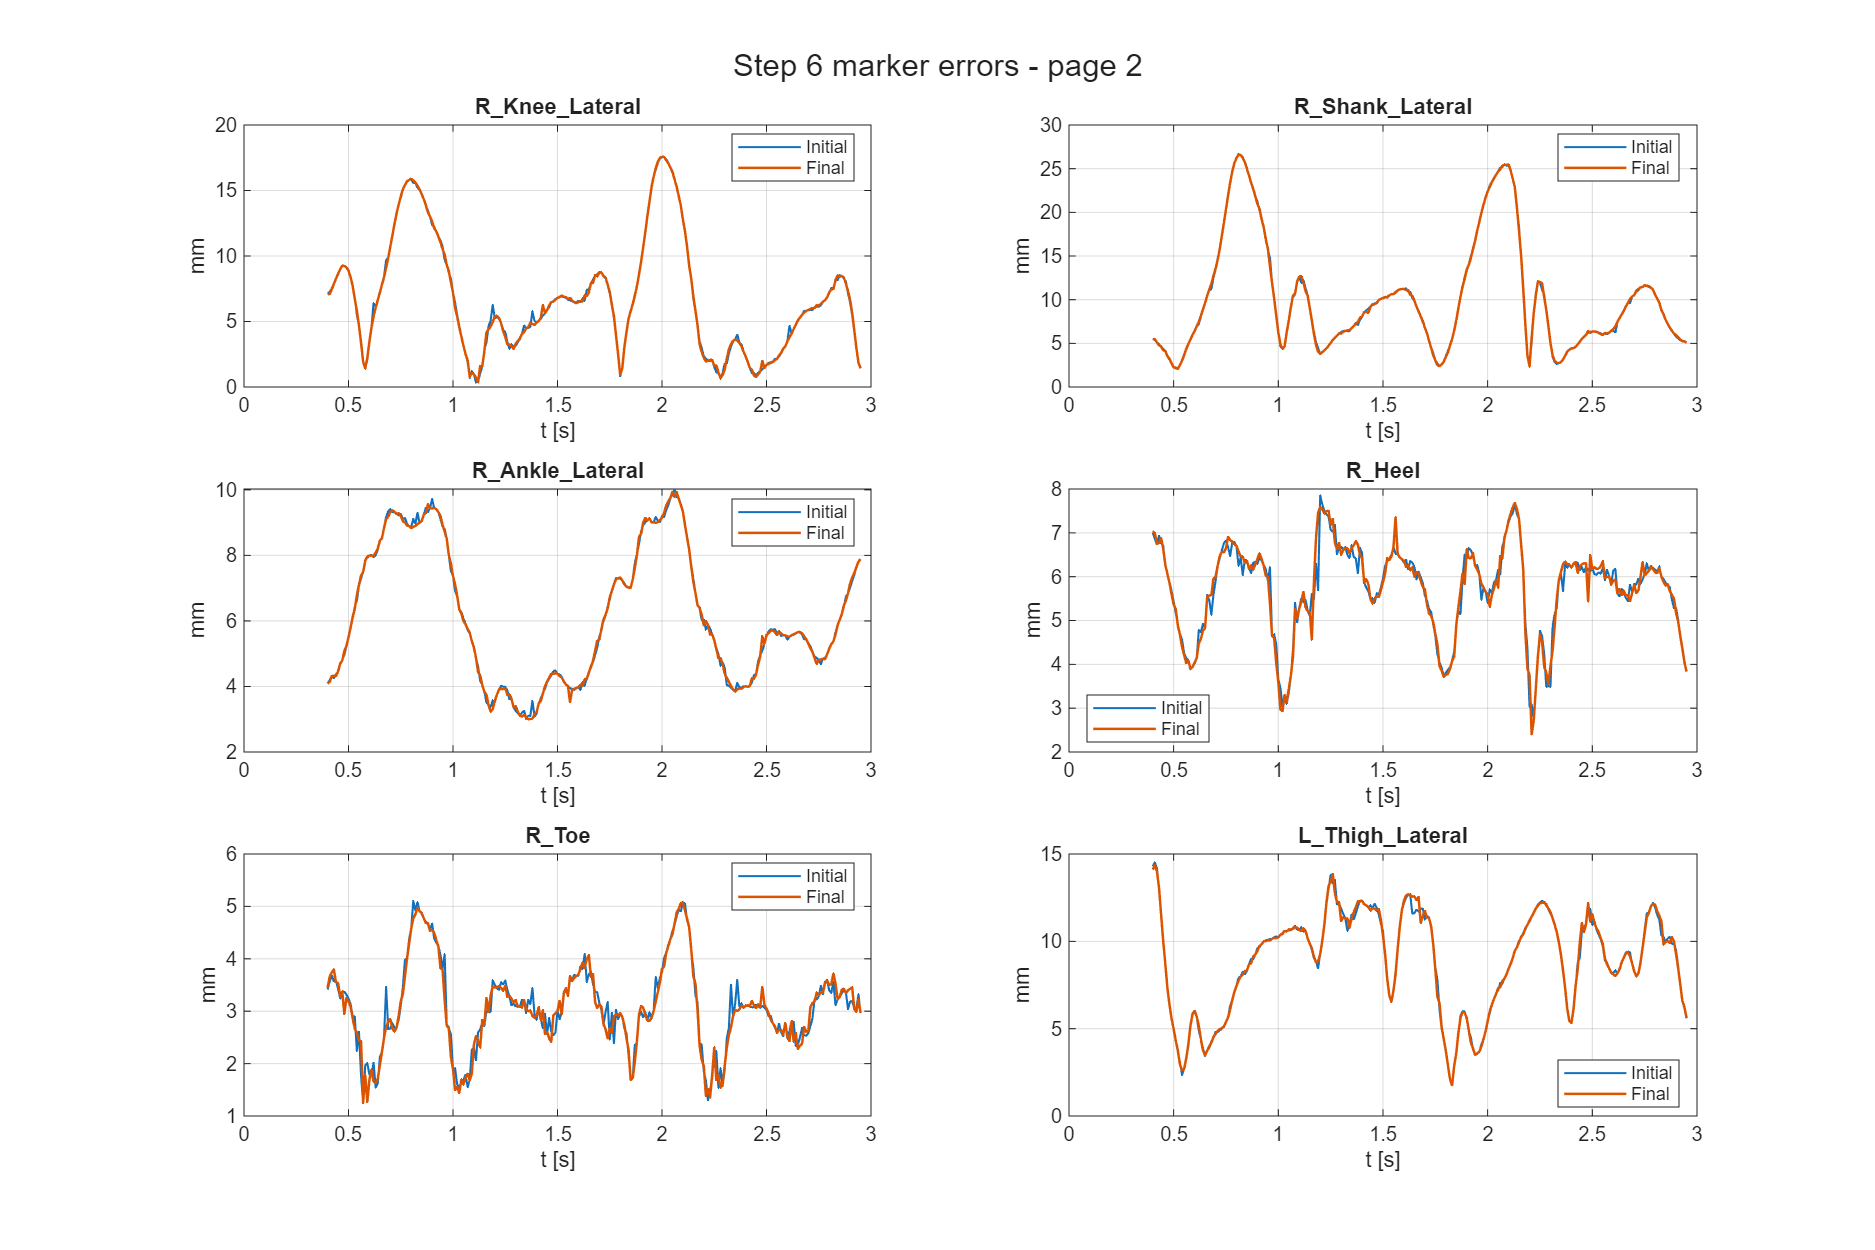 Step 6 marker errors - page 2
R_Knee_Lateral
20
15
10
5
0
mm
Initial
Final
0 0.5 1 1.5 2 2.5 3
t [s]
R_Shank_Lateral
30
25
20
15
10
5
0
mm
Initial
Final
0 0.5 1 1.5 2 2.5 3
t [s]
R_Ankle_Lateral
10
8
6
4
2
mm
Initial
Final
0 0.5 1 1.5 2 2.5 3
t [s]
R_Heel
8
7
6
5
4
3
2
mm
Initial
Final
0 0.5 1 1.5 2 2.5 3
t [s]
R_Toe
6
5
4
3
2
1
mm
Initial
Final
0 0.5 1 1.5 2 2.5 3
t [s]
L_Thigh_Lateral
15
10
5
0
mm
Initial
Final
0 0.5 1 1.5 2 2.5 3
t [s]